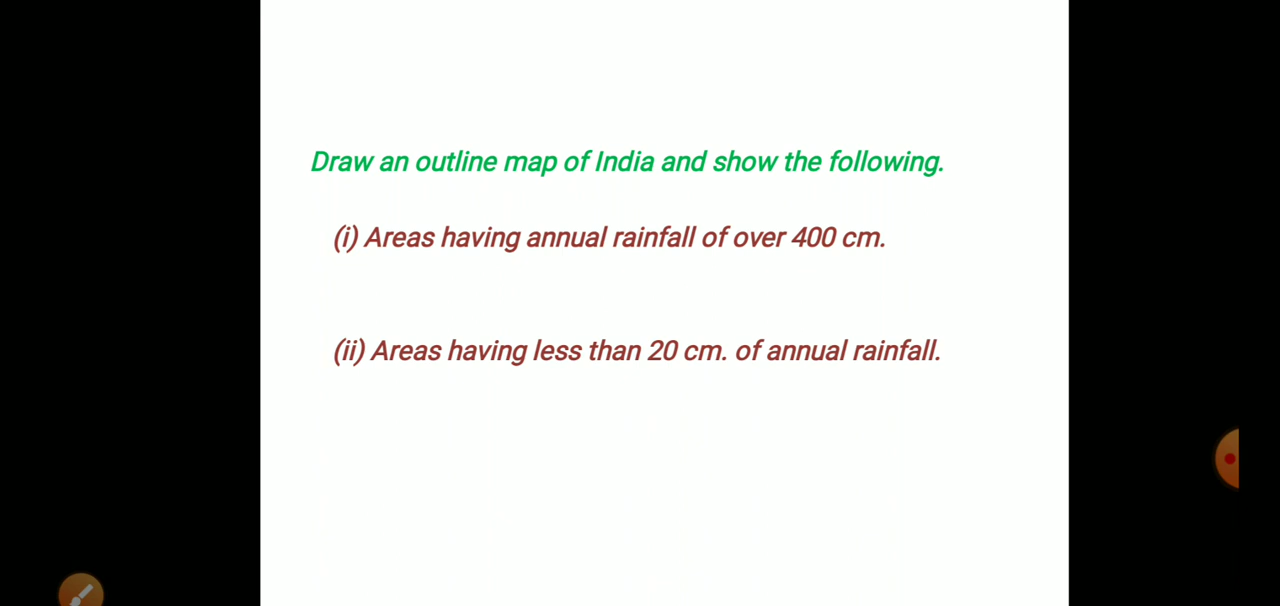 Draw an outline map of India and show the following.
(i) Areas having annual rainfall of over 400 cm.
(ii) Areas having less than 20 cm. of annual rainfall.